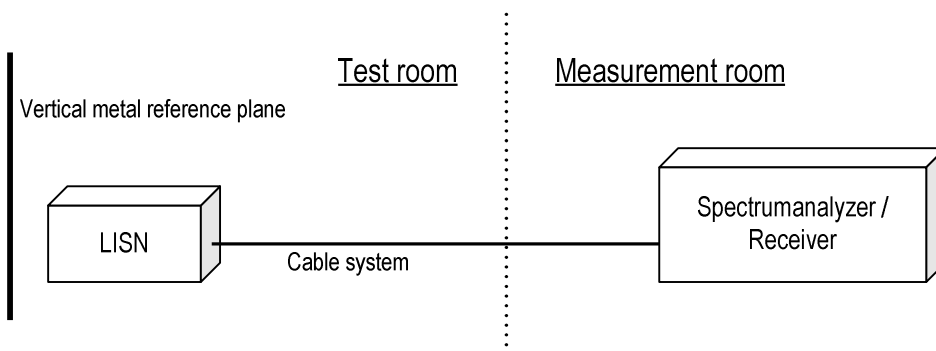 Test room
Measurement room
Vertical metal reference plane
LISN
Cable system
Spectrumanalyzer /
Receiver